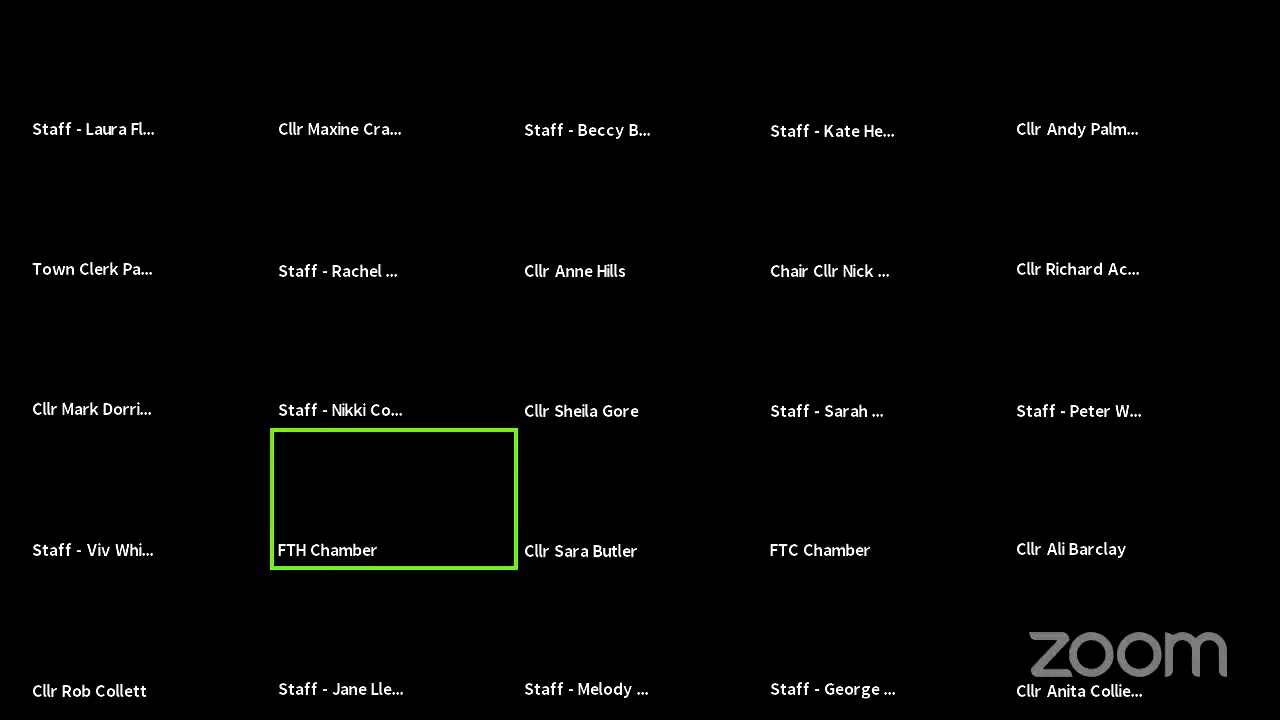 Staff - Laura Fl...
Cllr Maxine Cra...
Staff - Beccy B...
Staff - Kate He...
Cllr Andy Palm...
Town Clerk Pa...
Staff - Rachel ...
Cllr Anne Hills
Chair Cllr Nick ...
Cllr Richard Ac...
Cllr Mark Dorri...
Staff - Nikki Co...
Cllr Sheila Gore
Staff - Sarah ...
Staff - Peter W...
Staff - Viv Whi...
FTH Chamber
Cllr Sara Butler
FTC Chamber
Cllr Ali Barclay
zoom
Cllr Rob Collett
Staff - Jane Lle...
Staff - Melody ...
Staff - George ...
Cllr Anita Collie...